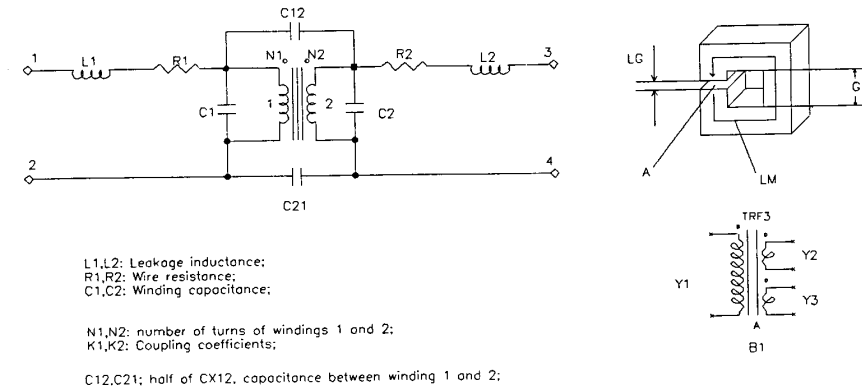 C12
1
L1
R1
N1
N2
R2
L2
3
C1
1
2
C2
2
4
C21
LG
G
A
LM
TRF3
Y1
Y2
Y3
A
B1
L1,L2: Leakage inductance;
R1,R2: Wire resistance;
C1,C2: Winding capacitance;
N1,N2: number of turns of windings 1 and 2;
K1,K2: Coupling coefficients;
C12,C21; half of CX12, capacitance between winding 1 and 2;